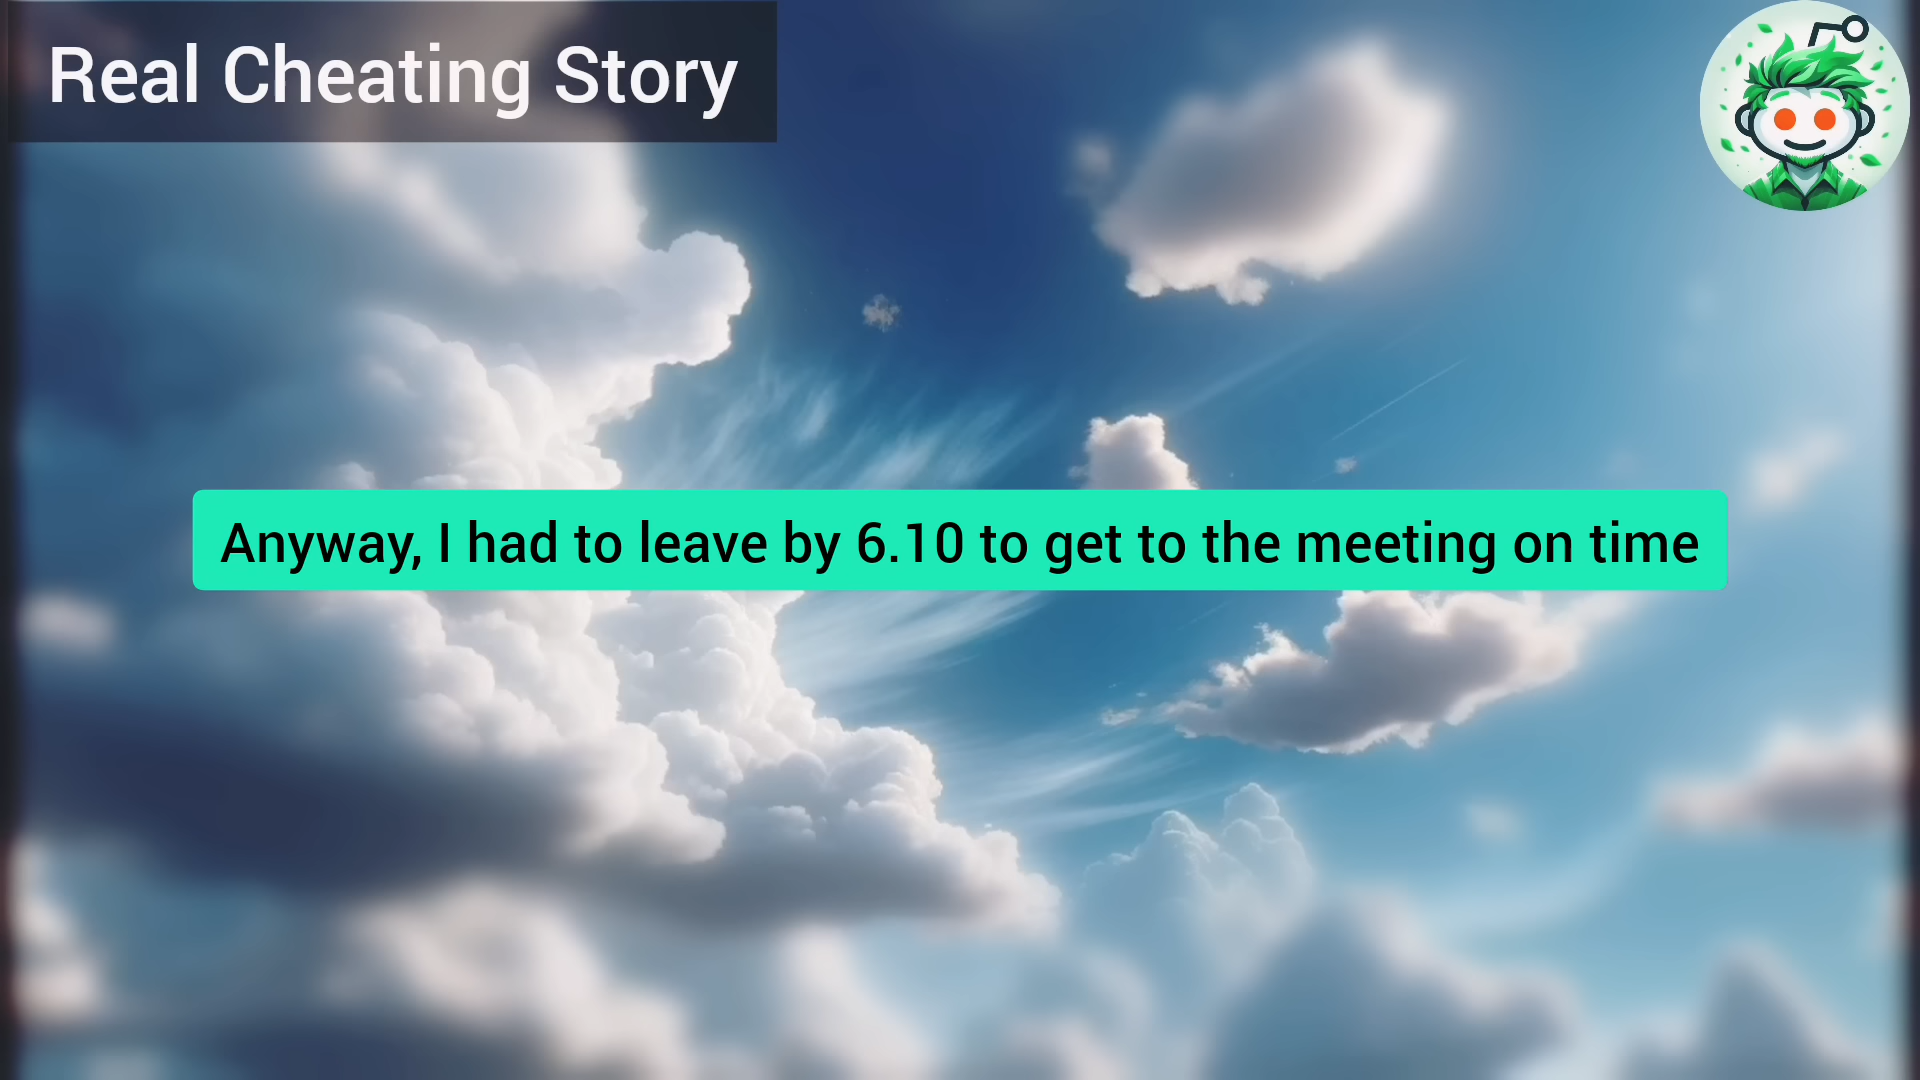 Real Cheating Story
Anyway, I had to leave by 6.10 to get to the meeting on time